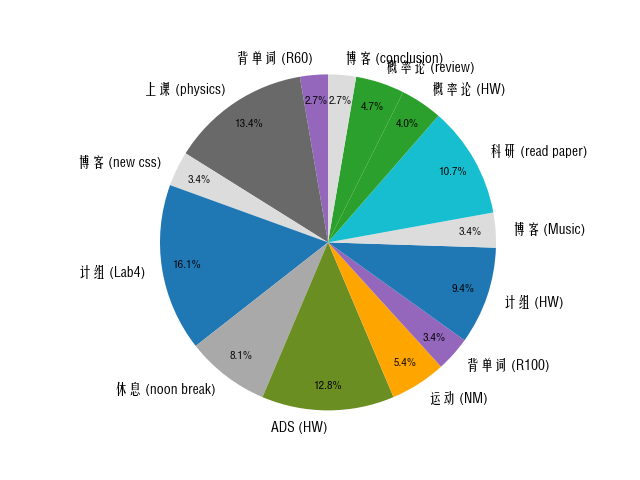 背单词 (R60)
博客 (conclusion)
概率论 (review)
上课 (physics)
概率论 (HW)
2.7%
2.7%
4.7%
13.4%
4.0%
科研 (read paper)
博客 (new css)
10.7%
3.4%
博客 (Music)
3.4%
计组 (Lab4)
16.1%
9.4%
计组 (HW)
3.4%
8.1%
5.4%
背单词 (R100)
12.8%
休息 (noon break)
运动 (NM)
ADS (HW)